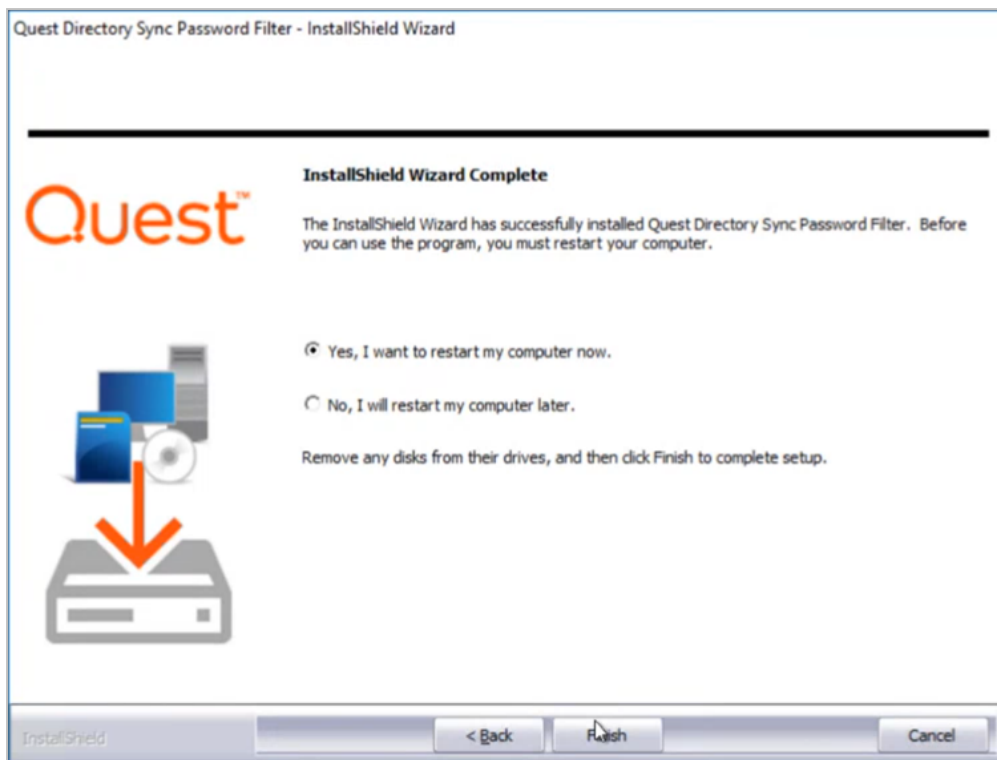 Quest Directory Sync Password Filter - InstallShield Wizard
Quest™
InstallShield Wizard Complete
The InstallShield Wizard has successfully installed Quest Directory Sync Password Filter. Before
you can use the program, you must restart your computer.
Yes, I want to restart my computer now.
No, I will restart my computer later.
Remove any disks from their drives, and then click Finish to complete setup.
InstallShield
< Back
Finish
Cancel